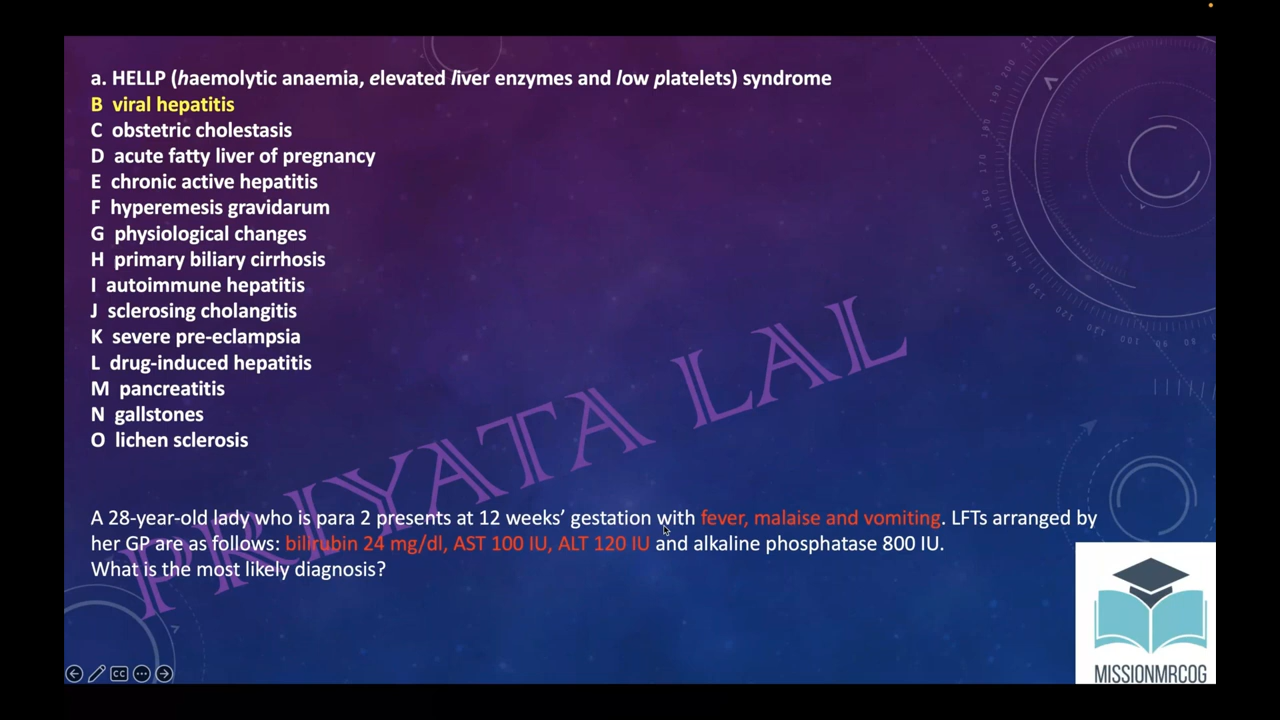 a. HELLP (haemolytic anaemia, elevated liver enzymes and low platelets) syndrome
B viral hepatitis
C obstetric cholestasis
D acute fatty liver of pregnancy
E chronic active hepatitis
F hyperemesis gravidarum
G physiological changes
H primary biliary cirrhosis
I autoimmune hepatitis
J sclerosing cholangitis
K severe pre-eclampsia
L drug-induced hepatitis
M pancreatitis
N gallstones
O lichen sclerosis
PRIYATA LAL
A 28-year-old lady who is para 2 presents at 12 weeks’ gestation with fever, malaise and vomiting. LFTs arranged by
her GP are as follows: bilirubin 24 mg/dl, AST 100 IU, ALT 120 IU and alkaline phosphatase 800 IU.
What is the most likely diagnosis?
MISSIONMRCOG
CC